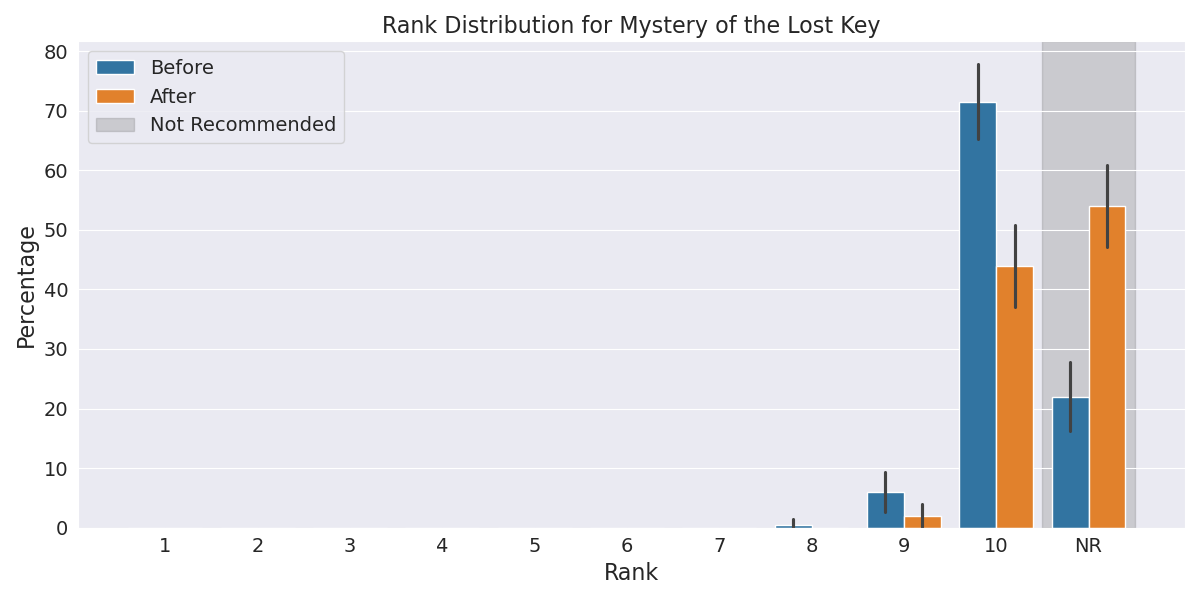 Rank Distribution for Mystery of the Lost Key
Before
After
Not Recommended
Percentage
80
70
60
50
40
30
20
10
0
1 2 3 4 5 6 7 8 9 10 NR
Rank